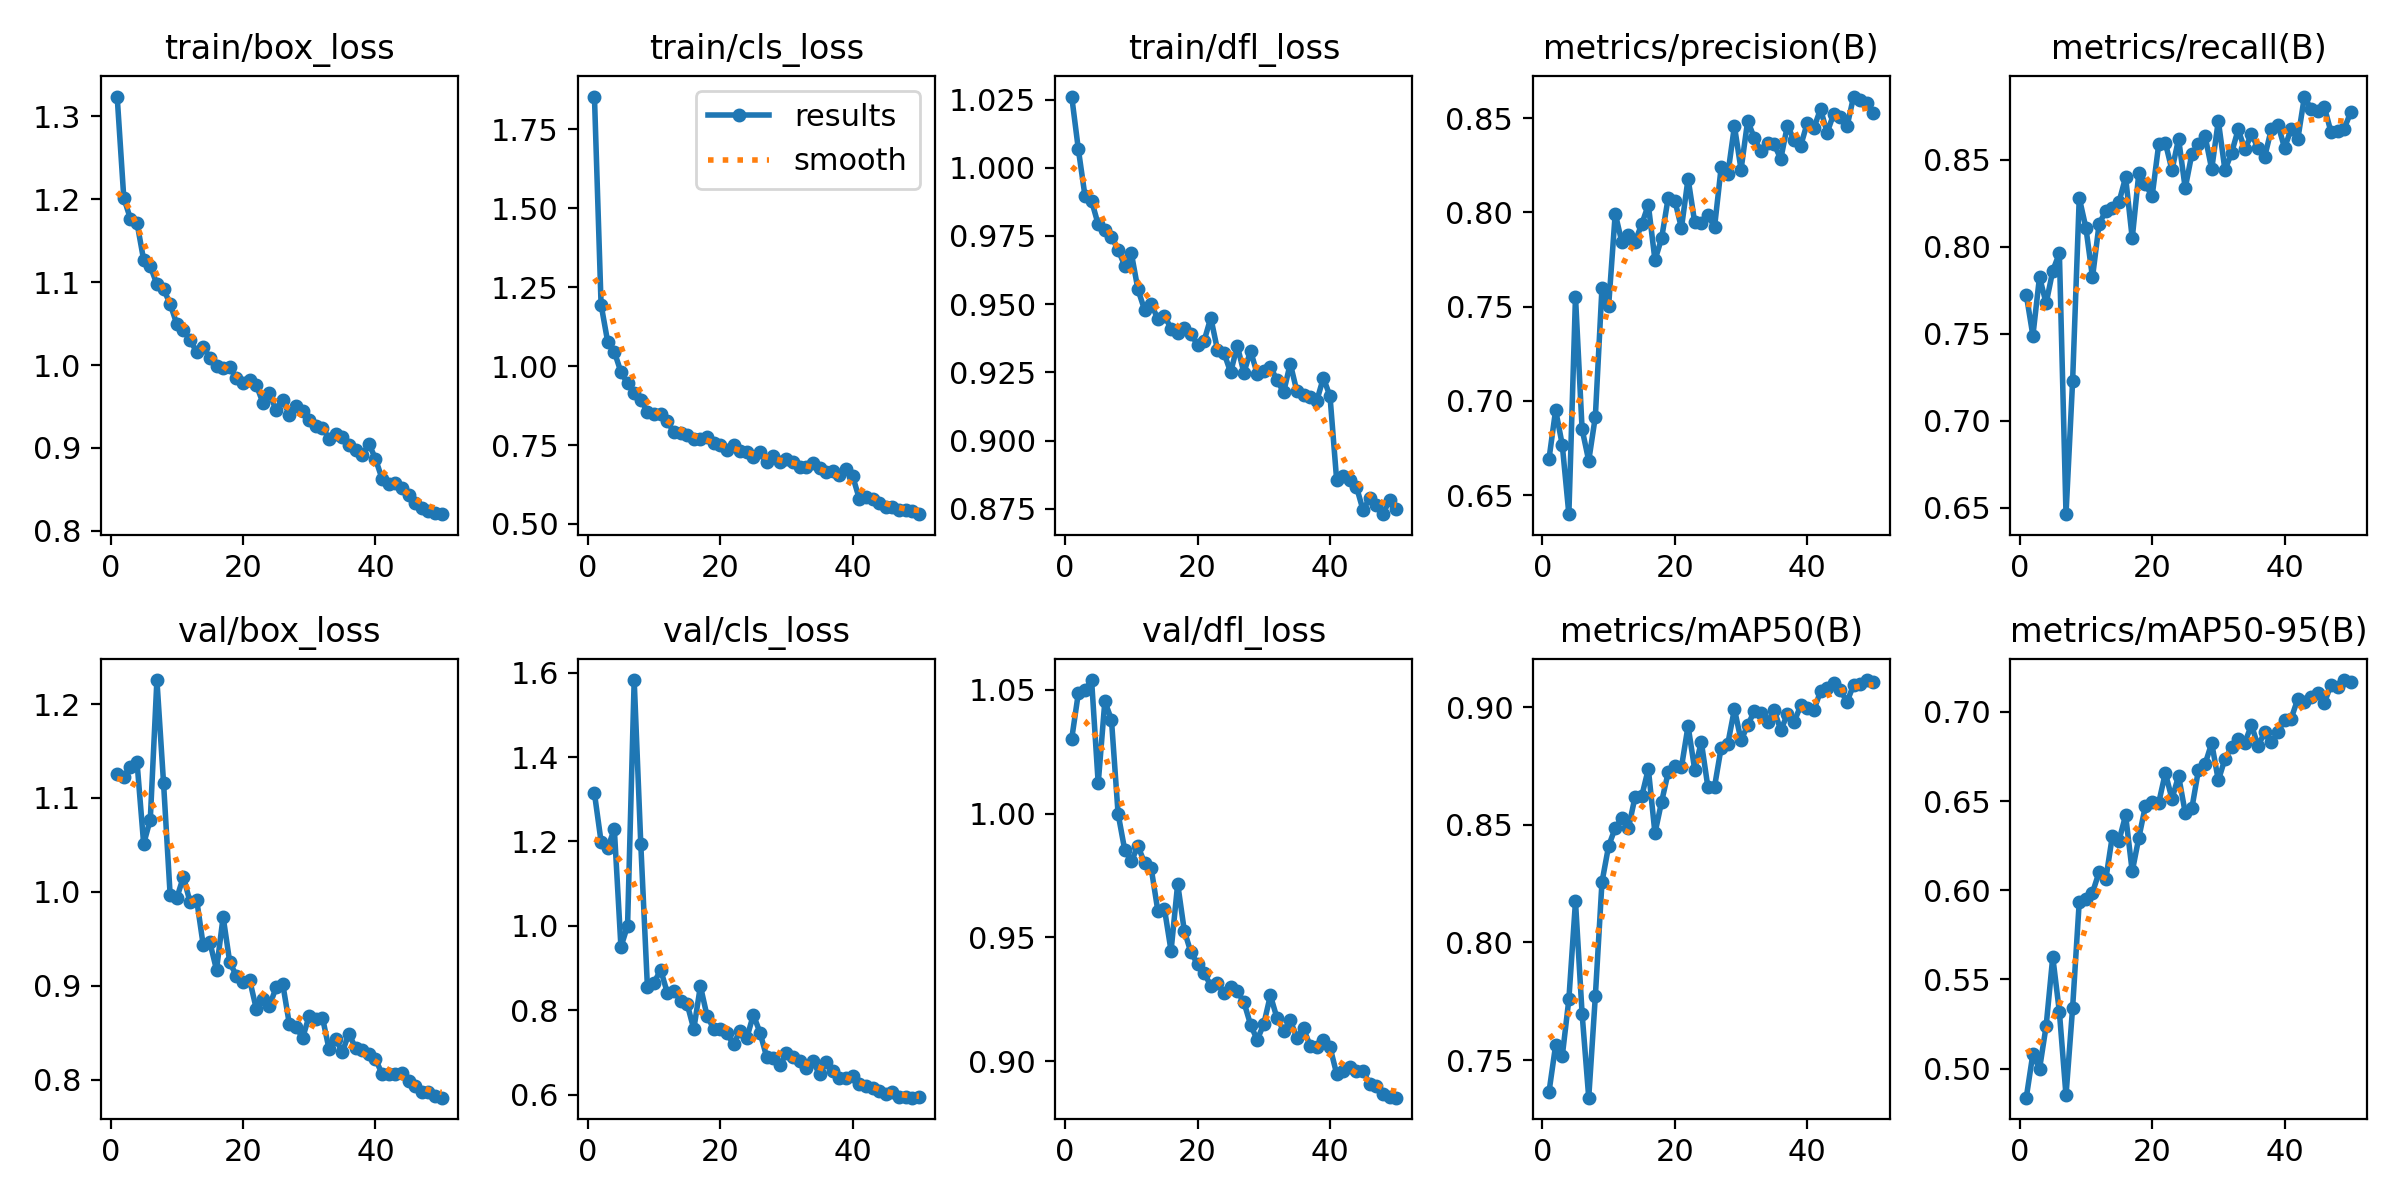 train/box_loss
1.3
1.2
1.1
1.0
0.9
0.8
0 20 40
train/cls_loss
results
smooth
1.75
1.50
1.25
1.00
0.75
0.50
0 20 40
train/dfl_loss
1.025
1.000
0.975
0.950
0.925
0.900
0.875
0 20 40
metrics/precision(B)
0.85
0.80
0.75
0.70
0.65
0 20 40
metrics/recall(B)
0.85
0.80
0.75
0.70
0.65
0 20 40
val/box_loss
1.2
1.1
1.0
0.9
0.8
0 20 40
val/cls_loss
1.6
1.4
1.2
1.0
0.8
0.6
0 20 40
val/dfl_loss
1.05
1.00
0.95
0.90
0 20 40
metrics/mAP50(B)
0.90
0.85
0.80
0.75
0 20 40
metrics/mAP50-95(B)
0.70
0.65
0.60
0.55
0.50
0 20 40